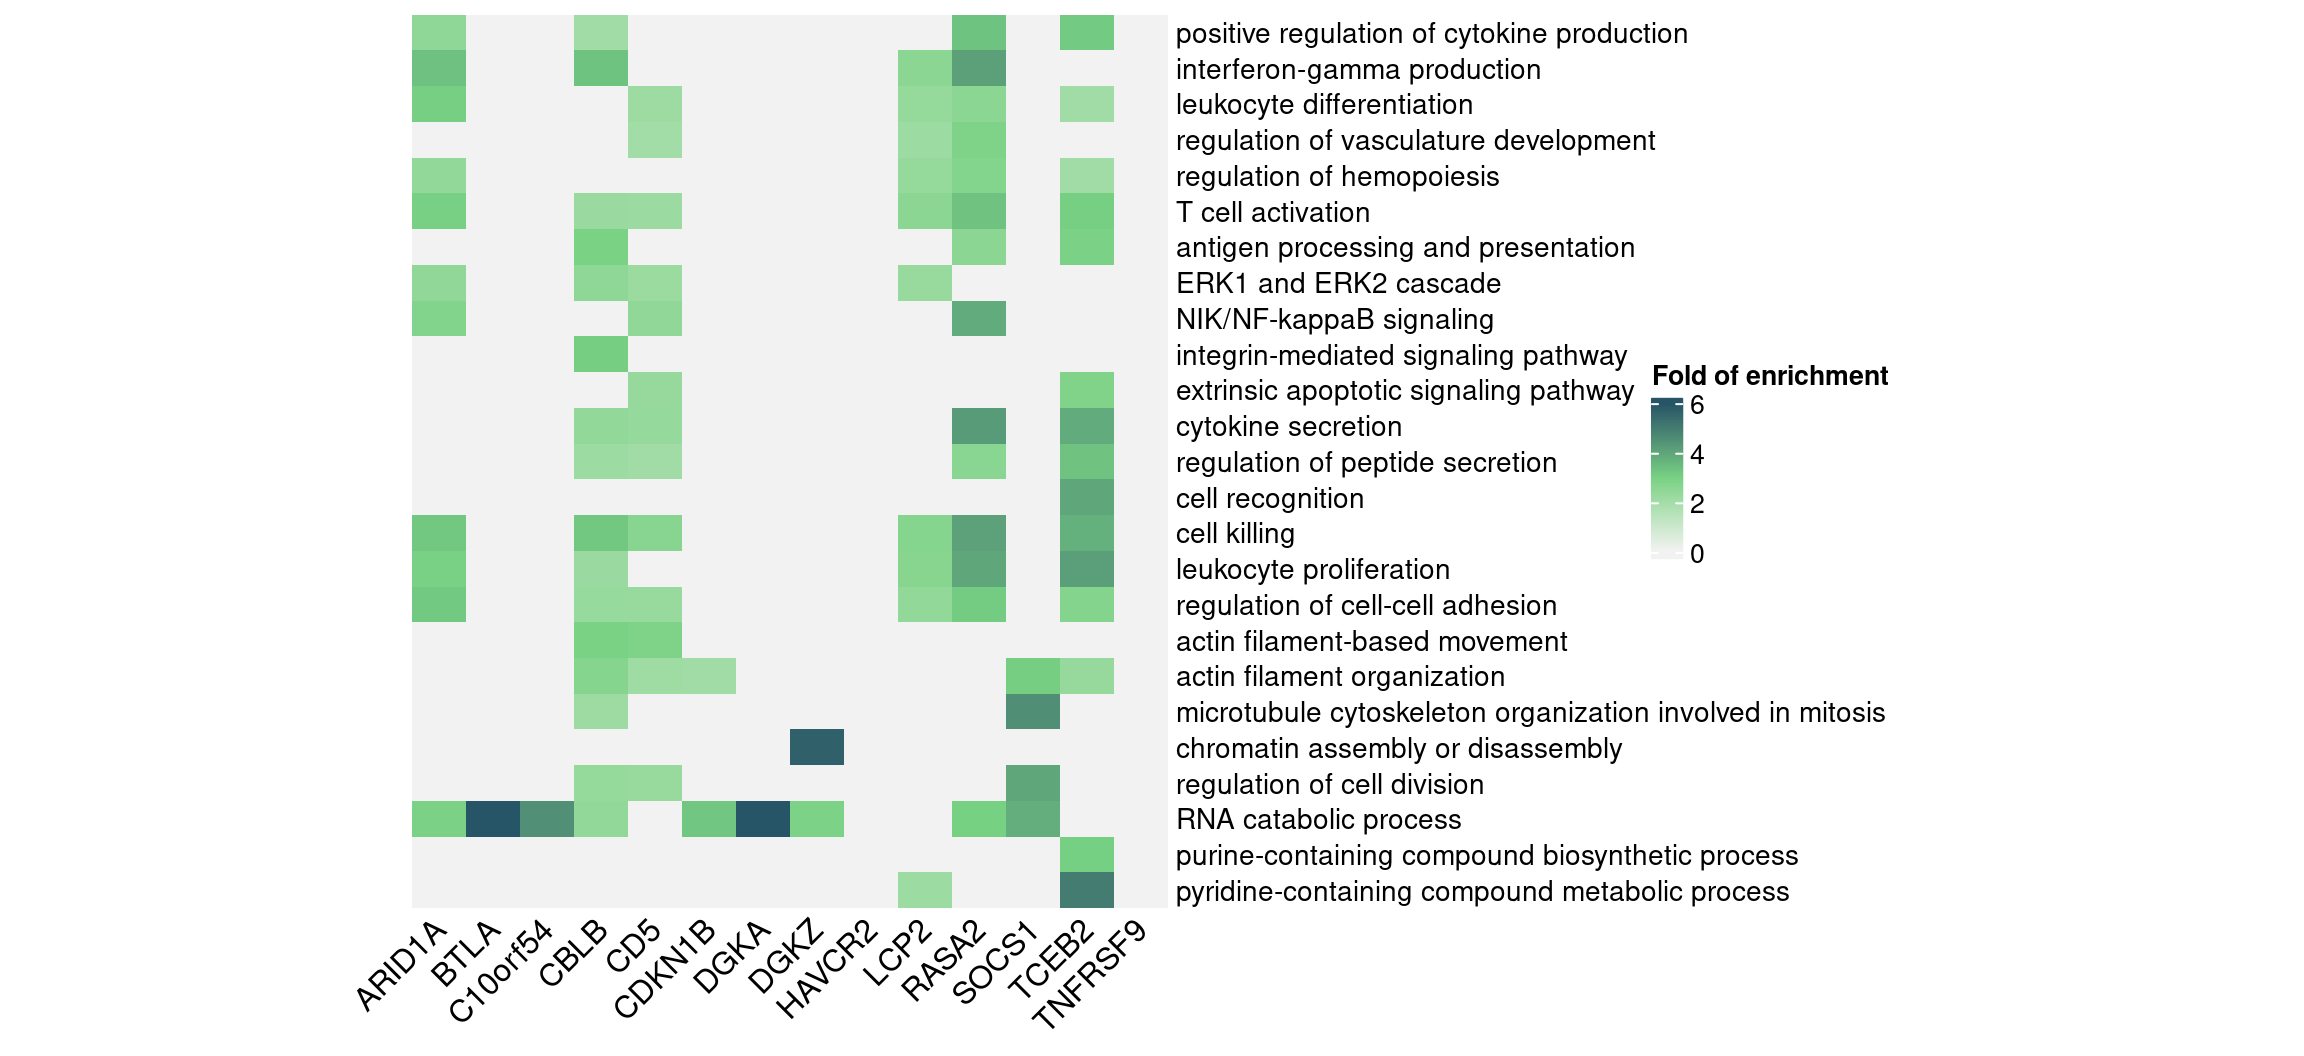 positive regulation of cytokine production
interferon-gamma production
leukocyte differentiation
regulation of vasculature development
regulation of hemopoiesis
T cell activation
antigen processing and presentation
ERK1 and ERK2 cascade
NIK/NF-kappaB signaling
integrin-mediated signaling pathway
extrinsic apoptotic signaling pathway
cytokine secretion
regulation of peptide secretion
cell recognition
cell killing
leukocyte proliferation
regulation of cell-cell adhesion
actin filament-based movement
actin filament organization
microtubule cytoskeleton organization involved in mitosis
chromatin assembly or disassembly
regulation of cell division
RNA catabolic process
purine-containing compound biosynthetic process
pyridine-containing compound metabolic process
Fold of enrichment
6
4
2
0
ARID1A
BTLA
C10orf54
CBLB
CD5
CDKN1B
DGKA
DGKZ
HAVCR2
LCP2
RASA2
SOCS1
TCEB2
TNFRSF9